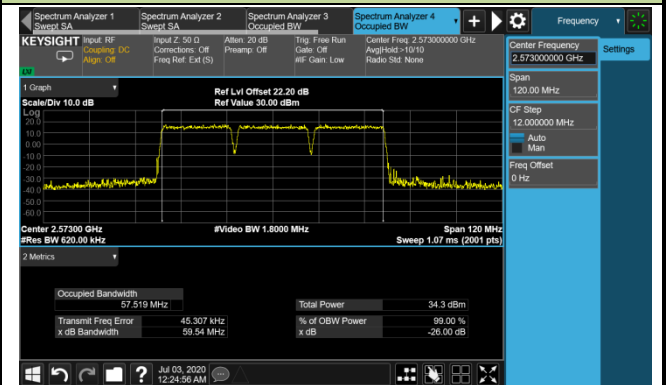 Spectrum Analyzer 1 Swept SA
Spectrum Analyzer 2 Swept SA
Spectrum Analyzer 3 Occupied BW
Spectrum Analyzer 4 Occupied BW
Frequency
KEYSIGHT
Input: RF
Coupling: DC
Align: Off
Input Z: 50 Ω
Corrections: Off
Freq Ref: Ext (S)
Atten: 20 dB
Preamp: Off
Trig: Free Run
Gate: Off
#IF Gain: Low
Center Freq: 2.573000000 GHz
Avg|Hold:>10/10
Radio Std: None
Center Frequency
2.573000000 GHz
Settings
Span
120.00 MHz
CF Step
12.000000 MHz
Auto
Man
Freq Offset
0 Hz
1 Graph
Scale/Div 10.0 dB
Ref Lvl Offset 22.20 dB
Ref Value 30.00 dBm
Log
20.0
10.0
0.00
-10.0
-20.0
-30.0
-40.0
-50.0
-60.0
Center 2.57300 GHz
#Video BW 1.8000 MHz
Span 120 MHz
#Res BW 620.00 kHz
Sweep 1.07 ms (2001 pts)
2 Metrics
Occupied Bandwidth
57.519 MHz
Total Power 34.3 dBm
Transmit Freq Error 45.307 kHz
% of OBW Power 99.00 %
x dB Bandwidth 59.54 MHz
x dB -26.00 dB
?
Jul 03, 2020
12:24:56 AM